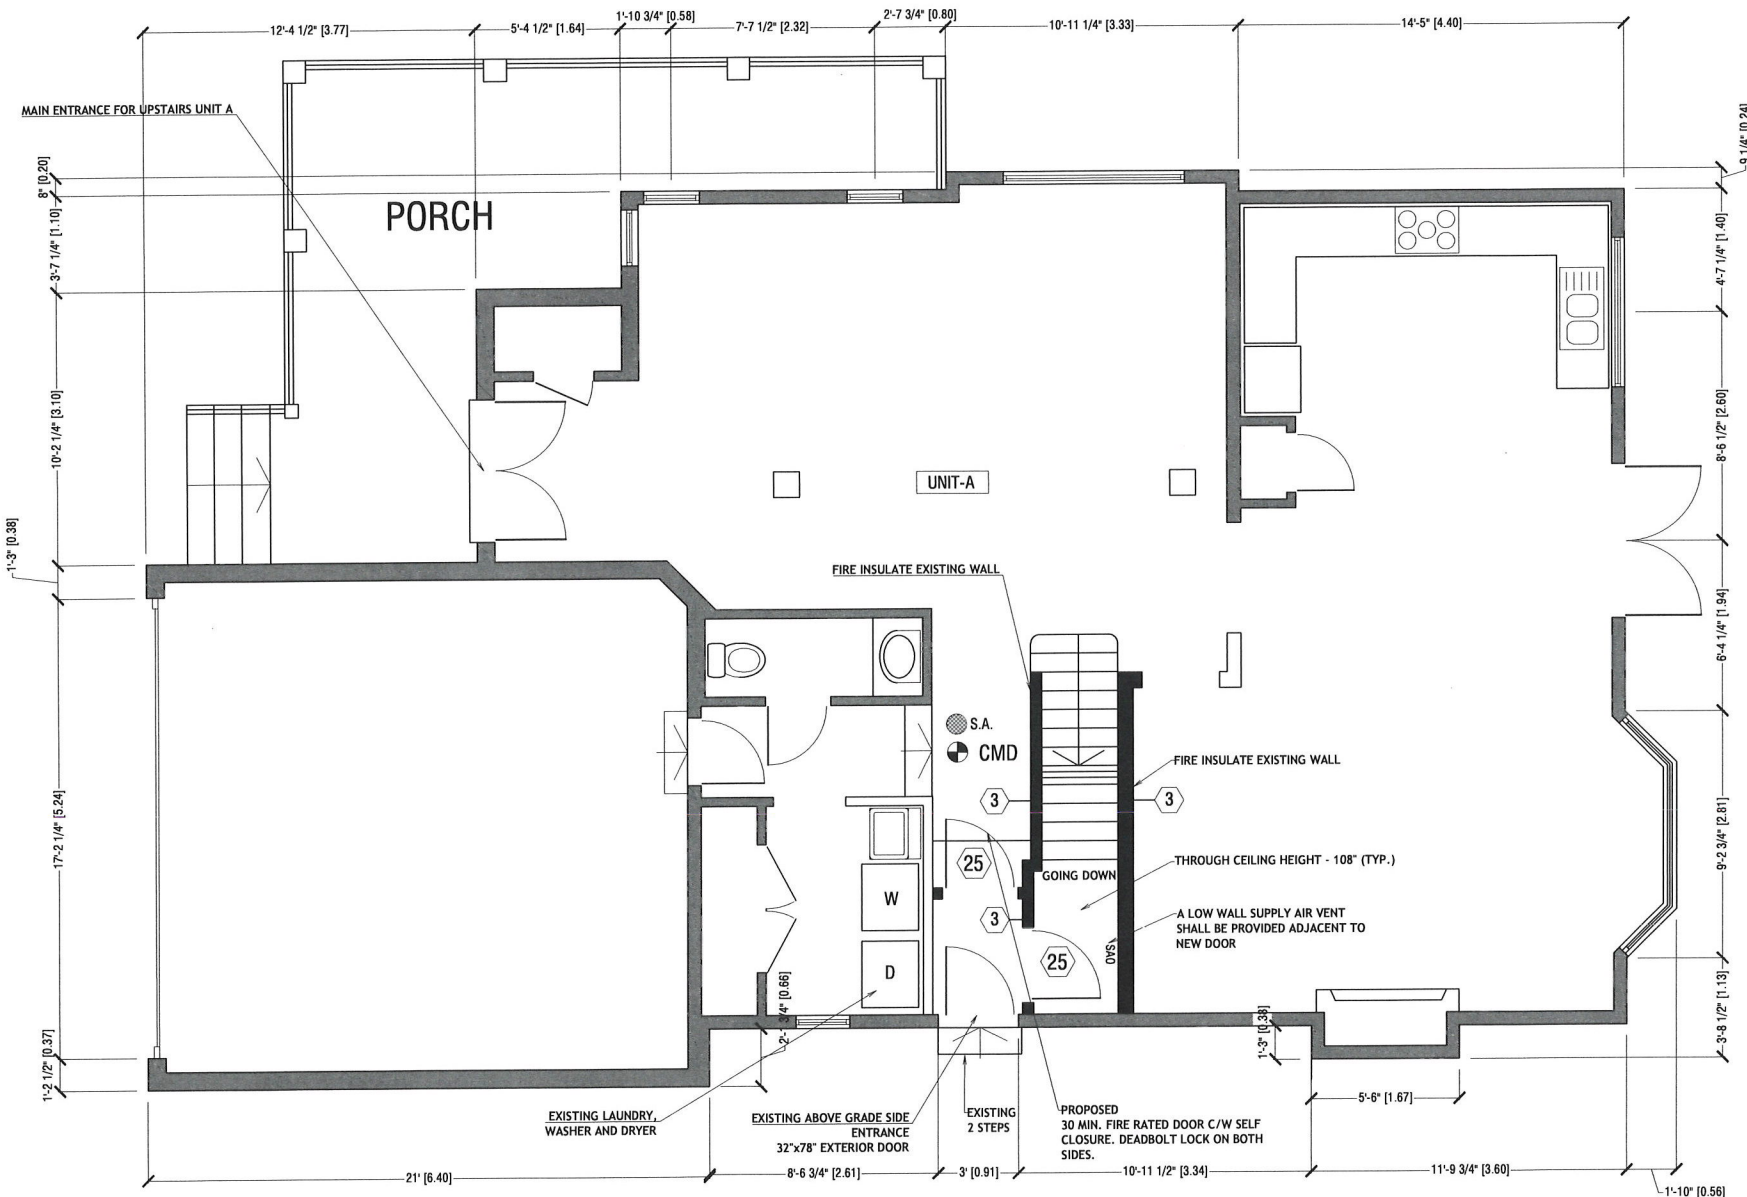 12'-4 1/2" [3.77]
5'-4 1/2" [1.64]
1'-10 3/4" [0.58]
7'-7 1/2" [2.32]
2'-7 3/4" [0.80]
10'-11 1/4" [3.33]
14'-5" [4.40]
9 1/4" [0.24]
MAIN ENTRANCE FOR UPSTAIRS UNIT A
PORCH
8" [0.20]
3'-7 1/4" [1.10]
10'-2 1/4" [3.10]
1'-3" [0.38]
17'-2 1/4" [5.24]
1'-2 1/2" [0.37]
4'-7 1/4" [1.40]
8'-6 1/2" [2.60]
6'-4 1/4" [1.94]
9'-2 3/4" [2.81]
3'-8 1/2" [1.13]
UNIT-A
FIRE INSULATE EXISTING WALL
S.A.
CMD
FIRE INSULATE EXISTING WALL
3
3
25
GOING DOWN
THROUGH CEILING HEIGHT - 108" (TYP.)
W
3
A LOW WALL SUPPLY AIR VENT
SHALL BE PROVIDED ADJACENT TO
NEW DOOR
SAD
25
D
1'-3" [0.38]
5'-6" [1.67]
EXISTING LAUNDRY,
WASHER AND DRYER
EXISTING ABOVE GRADE SIDE
ENTRANCE
32"x78" EXTERIOR DOOR
EXISTING
2 STEPS
PROPOSED
30 MIN. FIRE RATED DOOR C/W SELF
CLOSURE. DEADBOLT LOCK ON BOTH
SIDES.
21' [6.40]
8'-6 3/4" [2.61]
3' [0.91]
10'-11 1/2" [3.34]
11'-9 3/4" [3.60]
1'-10" [0.56]